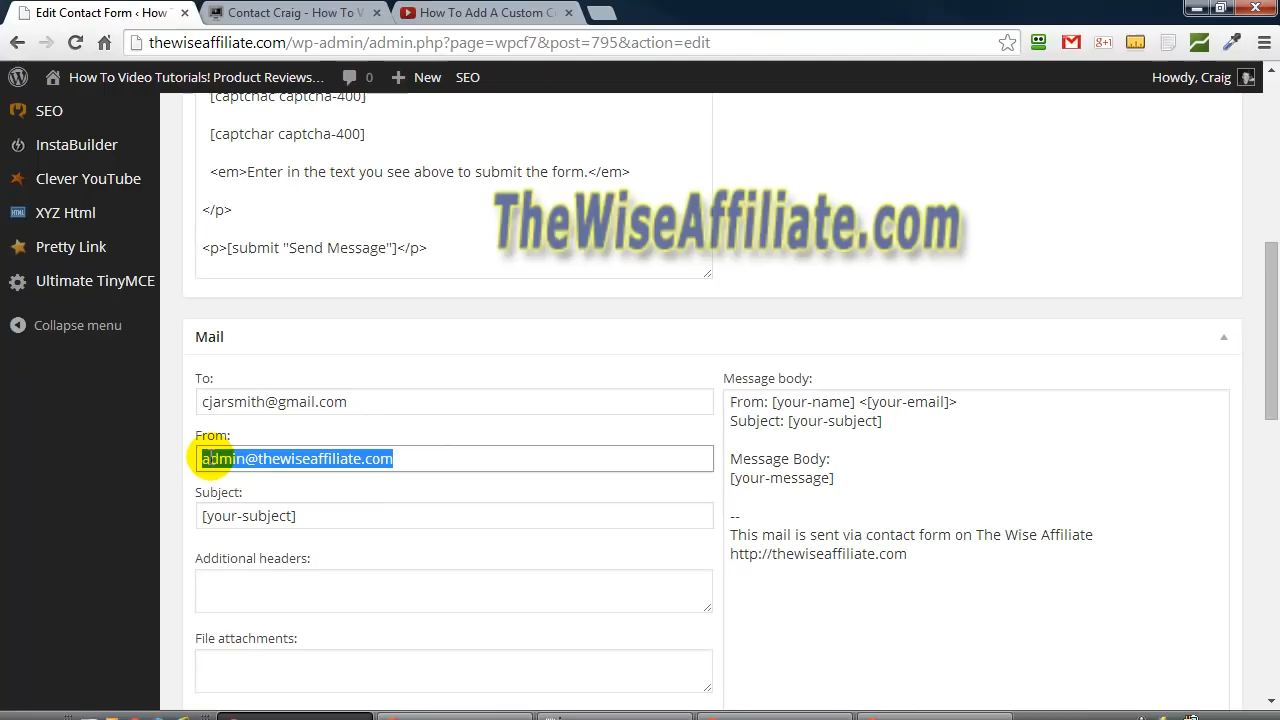 Edit Contact Form ‹ How
Contact Craig - How To V
How To Add A Custom C
thewiseaffiliate.com/wp-admin/admin.php?page=wpcf7&post=795&action=edit
How To Video Tutorials! Product Reviews...
0
New
SEO
Howdy, Craig
SEO
InstaBuilder
Clever YouTube
XYZ Html
Pretty Link
Ultimate TinyMCE
Collapse menu
[captchac captcha-400]
[captchar captcha-400]
<em>Enter in the text you see above to submit the form.</em>
</p>
<p>[submit "Send Message"]</p>
TheWiseAffiliate.com
Mail
To:
cjarsmith@gmail.com
From:
admin@thewiseaffiliate.com
Subject:
[your-subject]
Additional headers:
File attachments:
Message body:
From: [your-name] <[your-email]>
Subject: [your-subject]
Message Body:
[your-message]
--
This mail is sent via contact form on The Wise Affiliate
http://thewiseaffiliate.com